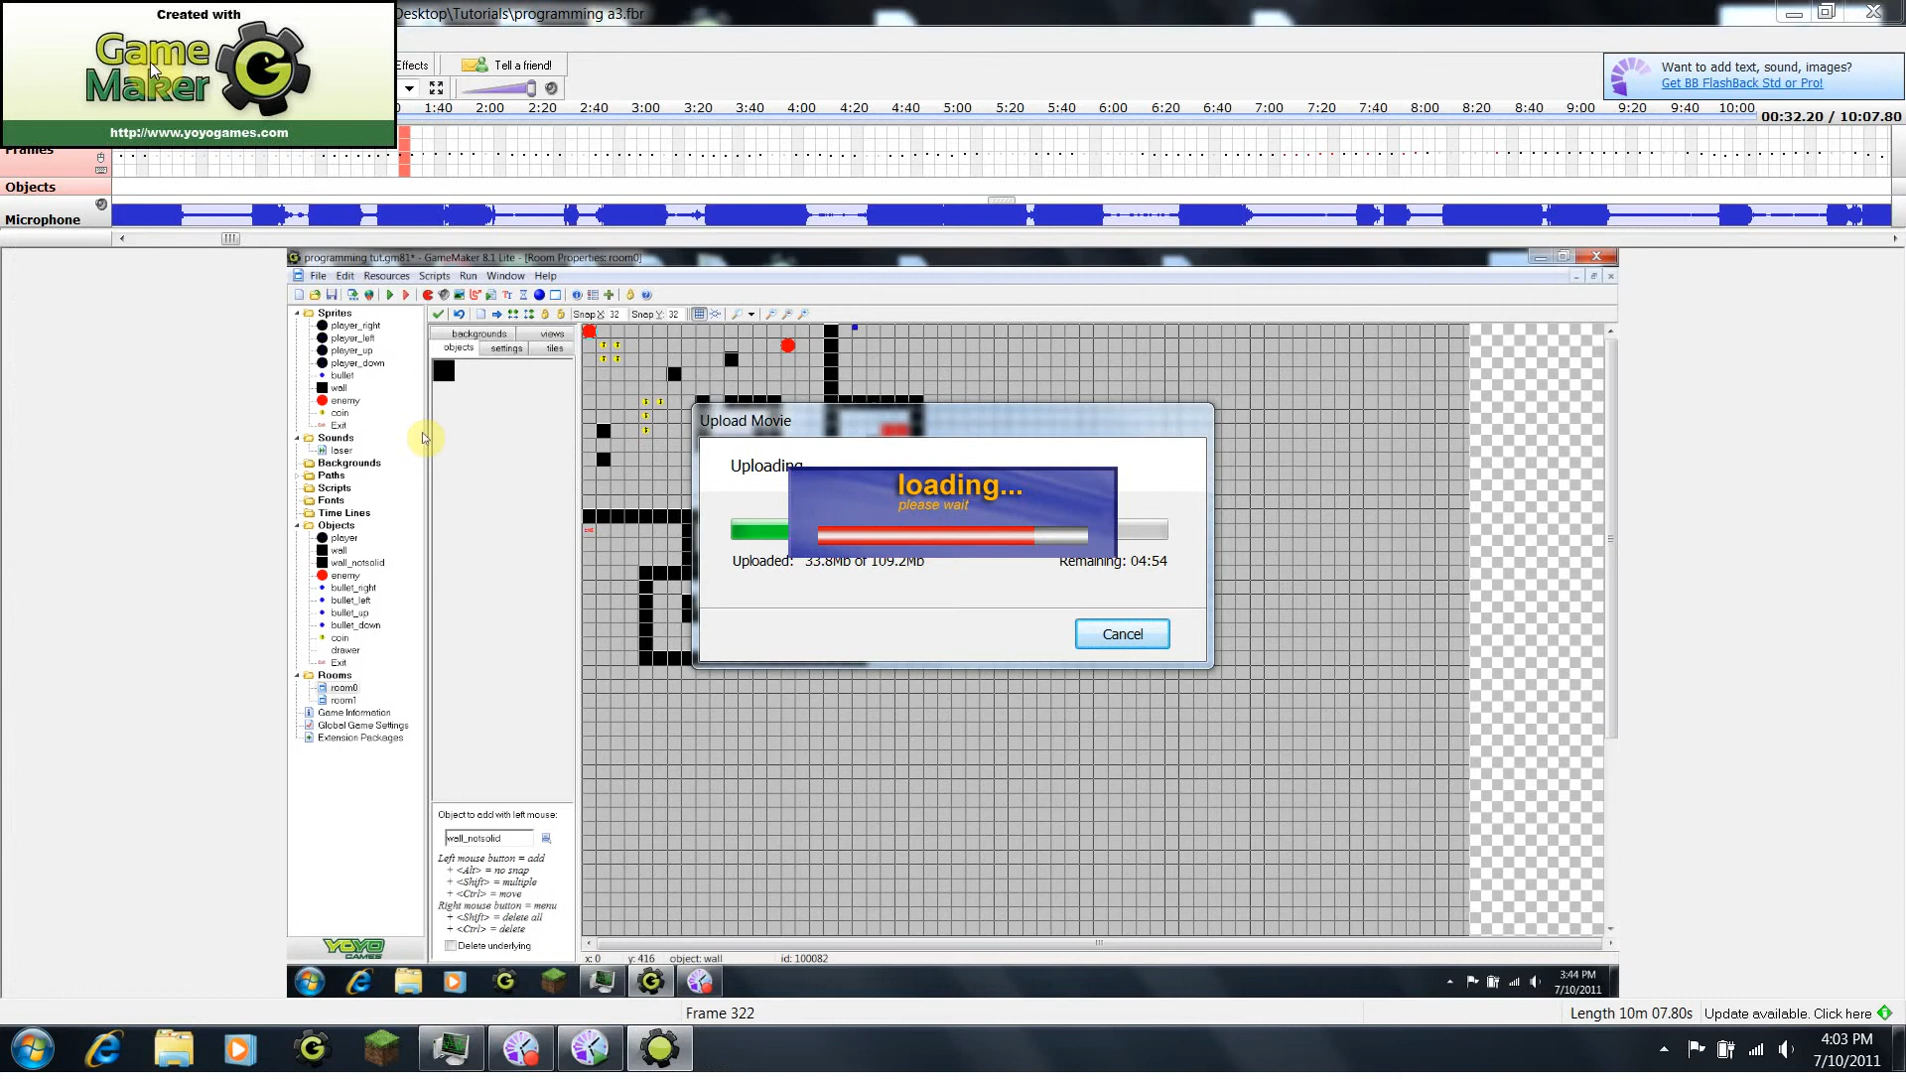 Created with
Game Maker
http://www.yoyogames.com
Desktop\Tutorials\programming a3.fbr
Effects
Tell a friend!
Want to add text, sound, images?
Get BB FlashBack Std or Pro!
1:40 2:00 2:20 2:40 3:00 3:20 3:40 4:00 4:20 4:40 5:00 5:20 5:40 6:00 6:20 6:40 7:00 7:20 7:40 8:00 8:20 8:40 9:00 9:20 9:40 10:00
00:32.20 / 10:07.80
Frames
Objects
Microphone
programming tut.gm81* - GameMaker 8.1 Lite - [Room Properties: room0]
File Edit Resources Scripts Run Window Help
Snap X: 32 Snap Y: 32
Sprites
player_right
player_left
player_up
player_down
bullet
wall
enemy
coin
Exit
Sounds
laser
Backgrounds
Paths
Scripts
Fonts
Time Lines
Objects
player
wall
wall_notsolid
enemy
bullet_right
bullet_left
bullet_up
bullet_down
coin
drawer
Exit
Rooms
room0
room1
Game Information
Global Game Settings
Extension Packages
YOYO
GAMES
backgrounds views
objects settings tiles
Object to add with left mouse:
wall_notsolid
Left mouse button = add
+ <Alt> = no snap
+ <Shift> = multiple
+ <Ctrl> = move
Right mouse button = menu
+ <Shift> = delete all
+ <Ctrl> = delete
Delete underlying
x: 0 y: 416 object: wall id: 100082
Upload Movie
Uploading
loading...
please wait
Uploaded: 33.8Mb of 109.2Mb
Remaining: 04:54
Cancel
3:44 PM
7/10/2011
Frame 322
Length 10m 07.80s
Update available. Click here
4:03 PM
7/10/2011